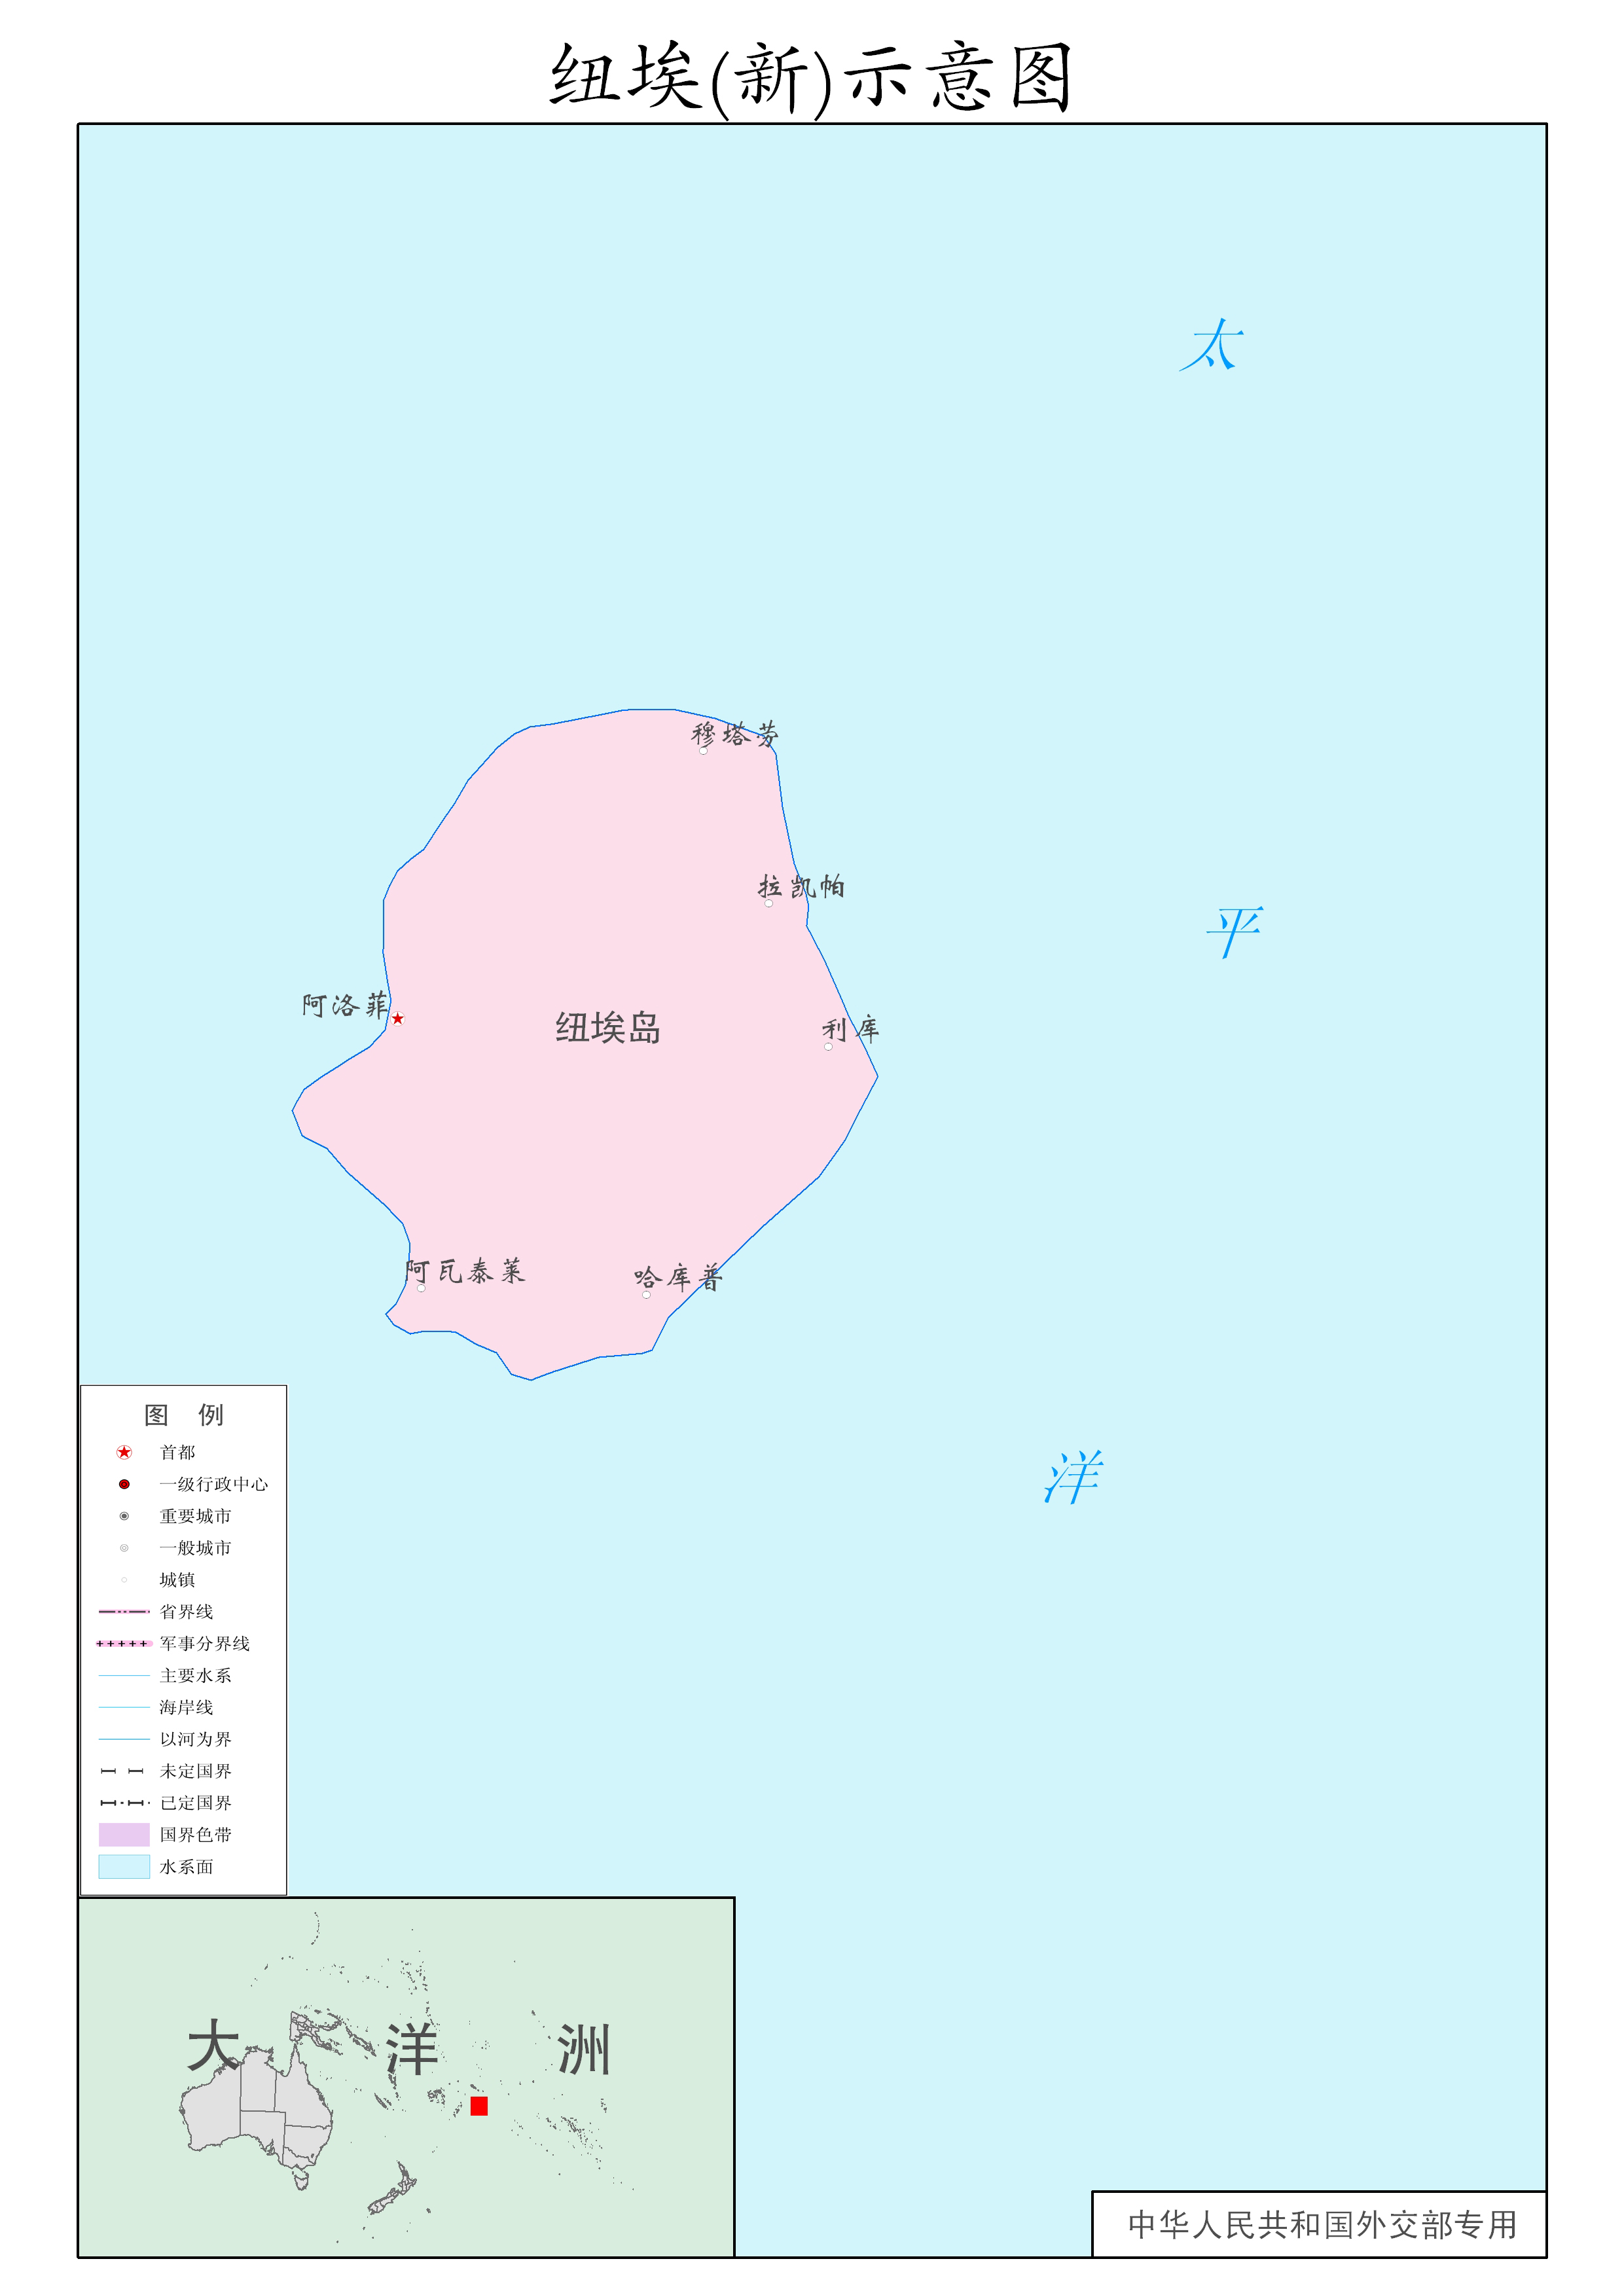 纽埃(新)示意图
太
平
洋
穆塔劳
拉凯帕
阿洛菲
纽埃岛
利库
阿瓦泰莱
哈库普
图 例
首都
一级行政中心
重要城市
一般城市
城镇
省界线
军事分界线
主要水系
海岸线
以河为界
未定国界
已定国界
国界色带
水系面
大 洋 洲
中华人民共和国外交部专用